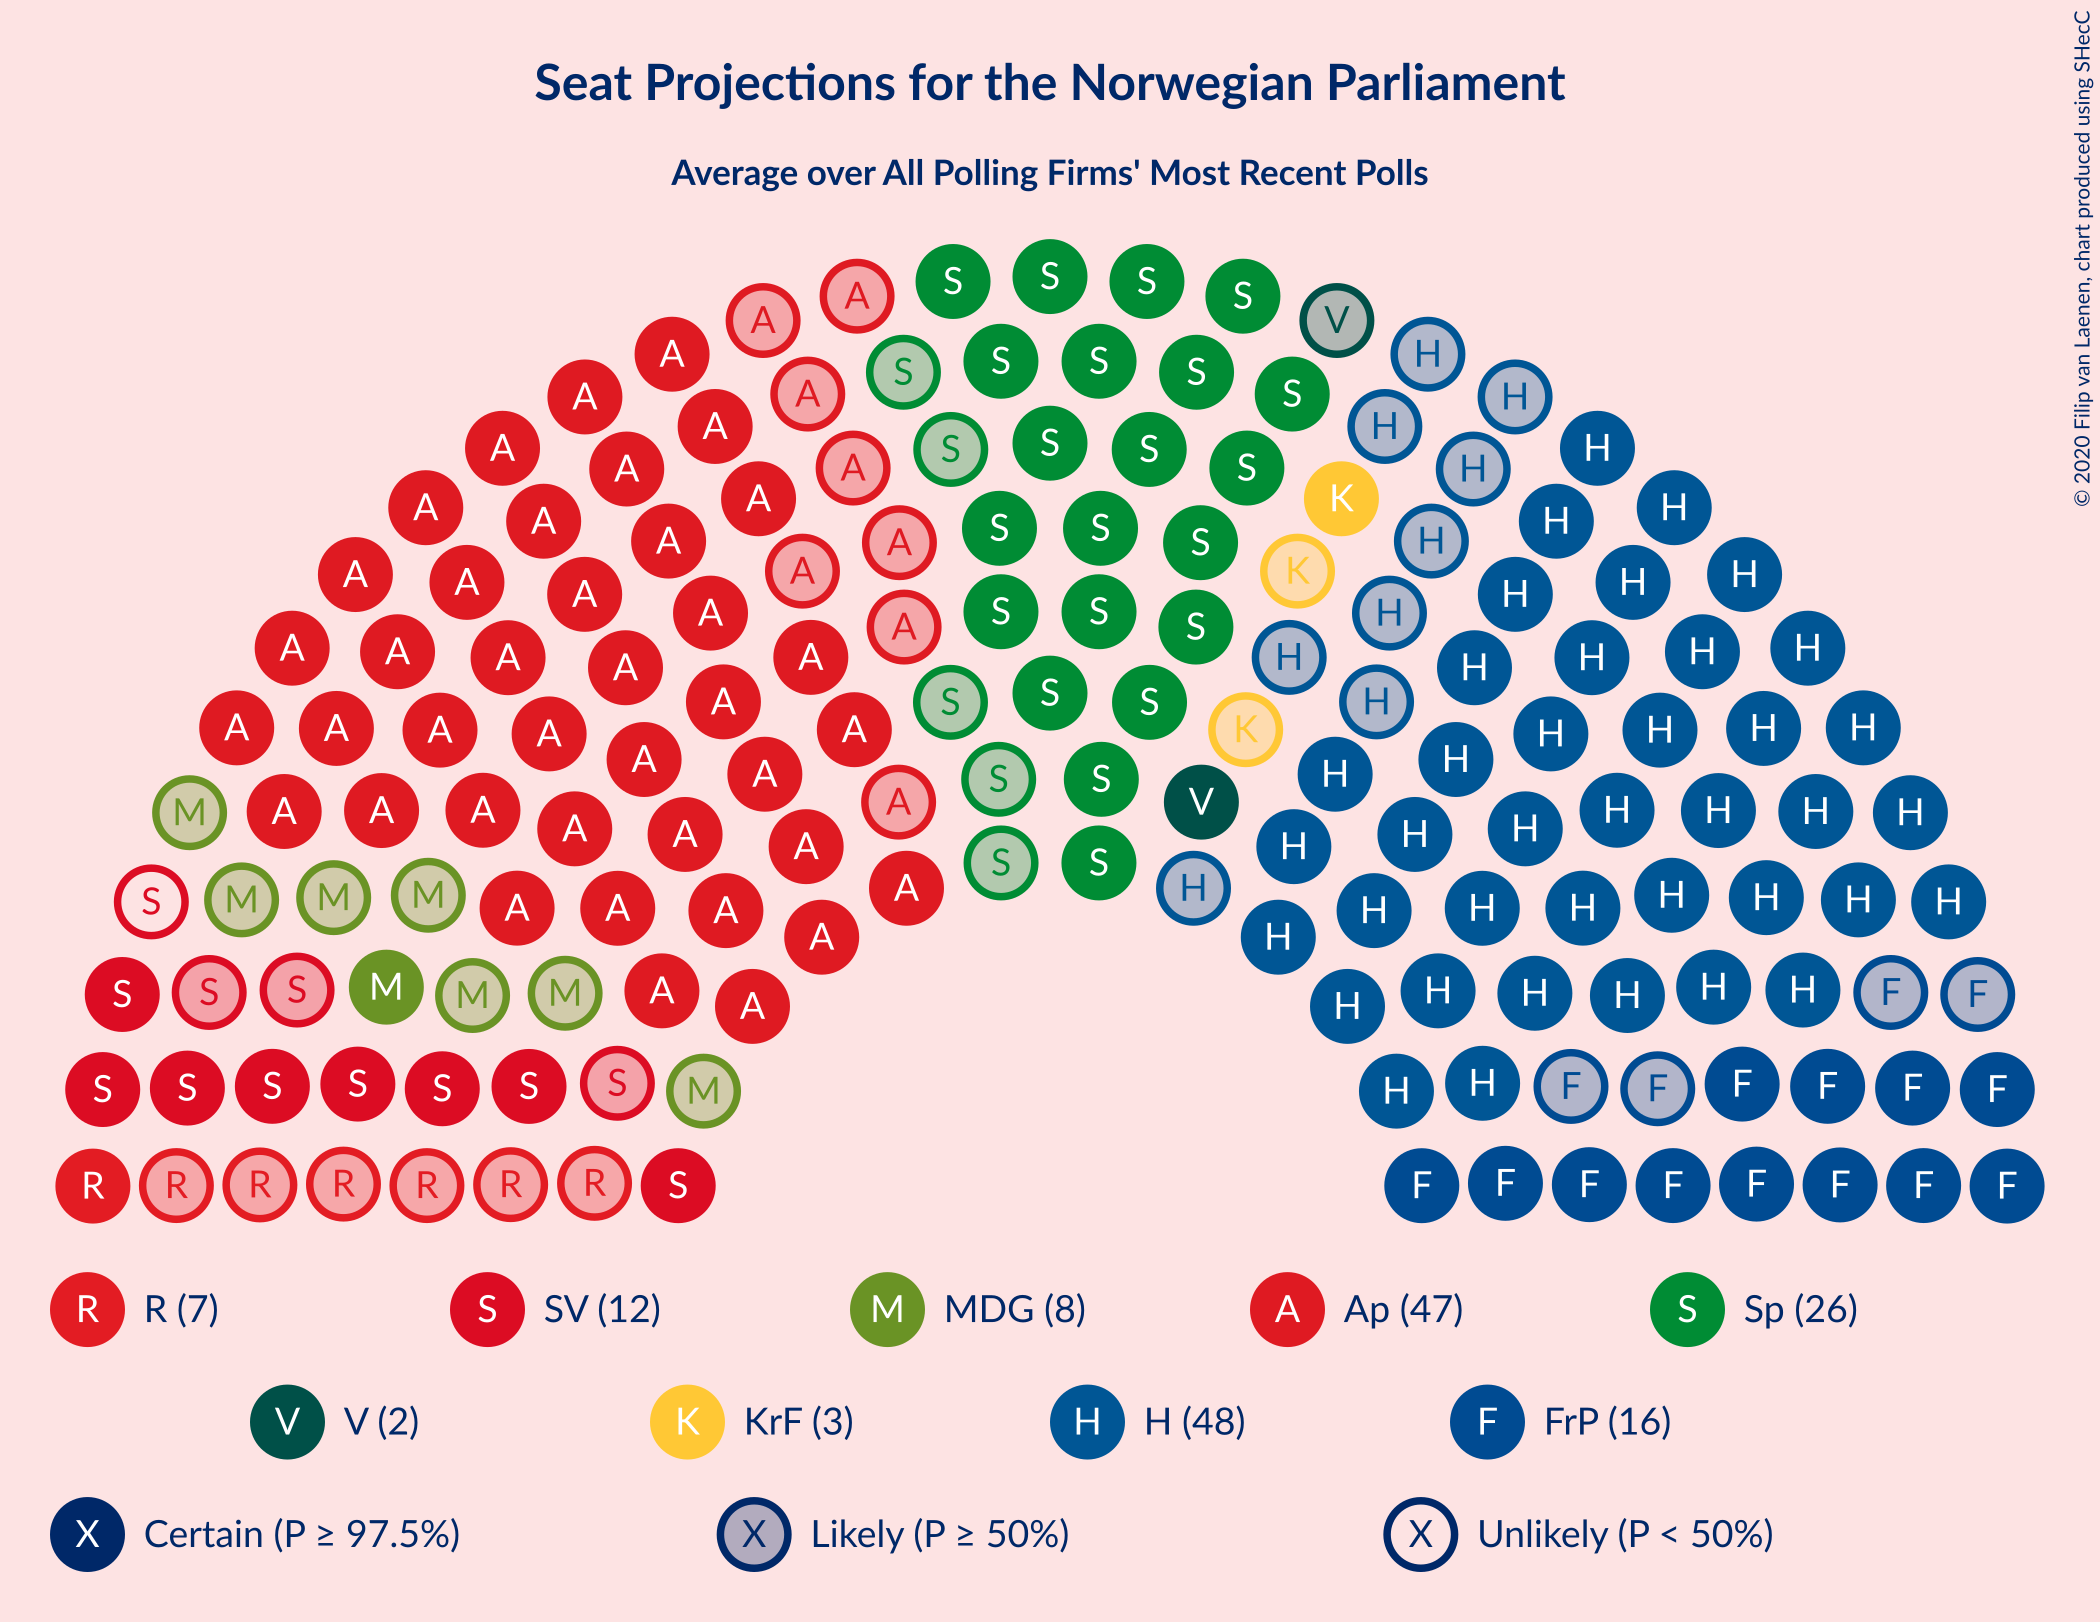 Seat Projections for the Norwegian Parliament
Average over All Polling Firms' Most Recent Polls
© 2020 Filip van Laenen, chart produced using SHecC
S S S S
A A V
A H
S S S S S
A A A H H
A A H H
S S S S
A A A K H H
A A A H H
S S S
A A A K H
A A A H H
S S S
A A A A H H
A A A H H H
S S S
A A A K H H
A A A A H H H
S S
A A A A V H H H
A A A A H H H H
S S
M A A A A A A A H H H H H H H H
S M M M A A A A A H H H H H H H H
S S S M M M A A H H H H H H F F
S S S S S S S M H H F F F F F F
R R R R R R R S F F F F F F F F
R R (7) S SV (12) M MDG (8) A Ap (47) S Sp (26)
V V (2) K KrF (3) H H (48) F FrP (16)
X Certain (P ≥ 97.5%) X Likely (P ≥ 50%) X Unlikely (P < 50%)